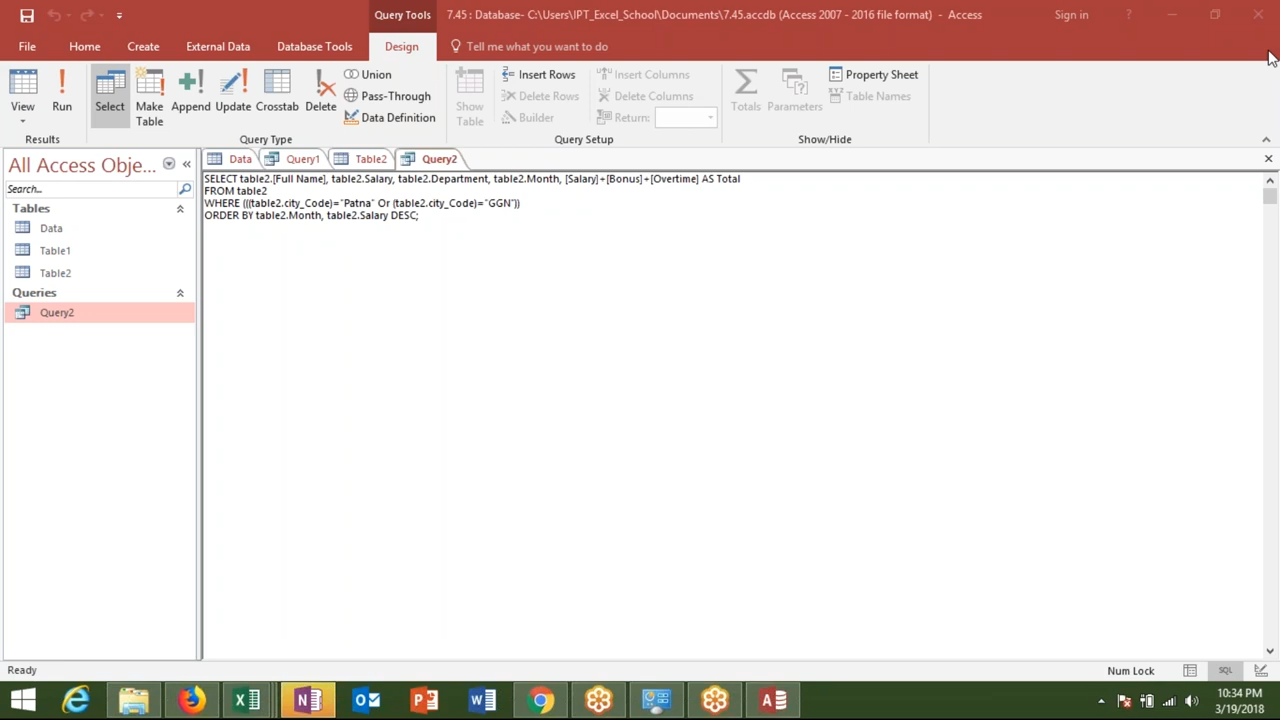 Query Tools
7.45 : Database- C:\Users\IPT_Excel_School\Documents\7.45.accdb (Access 2007 - 2016 file format) - Access
Sign in
?
File
Home
Create
External Data
Database Tools
Design
Tell me what you want to do
View
Run
Select
Make Table
Append
Update
Crosstab
Delete
Union
Pass-Through
Data Definition
Show Table
Insert Rows
Delete Rows
Builder
Insert Columns
Delete Columns
Return:
Totals
Parameters
Property Sheet
Table Names
Results
Query Type
Query Setup
Show/Hide
All Access Obje...
Search...
Tables
Data
Table1
Table2
Queries
Query2
Data
Query1
Table2
Query2
SELECT table2.[Full Name], table2.Salary, table2.Department, table2.Month, [Salary]+[Bonus]+[Overtime] AS Total
FROM table2
WHERE (((table2.city_Code)="Patna" Or (table2.city_Code)="GGN"))
ORDER BY table2.Month, table2.Salary DESC;
Ready
Num Lock
SQL
10:34 PM
3/19/2018